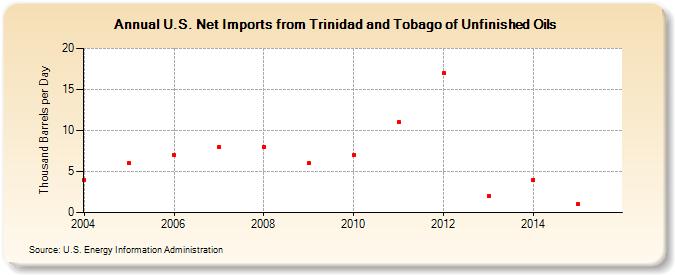 Annual U.S. Net Imports from Trinidad and Tobago of Unfinished Oils
Thousand Barrels per Day
20
15
10
5
0
2004 2006 2008 2010 2012 2014
Source: U.S. Energy Information Administration